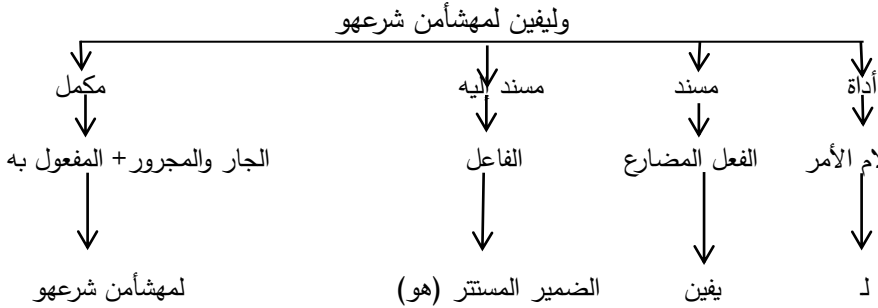 وليفين لمهشأمن شرعهو
أداة مسند مسند إليه مكمل
لام الأمر الفعل المضارع الفاعل الجار والمجرور+ المفعول به
لـ يفين الضمير المستتر (هو) لمهشأمن شرعهو